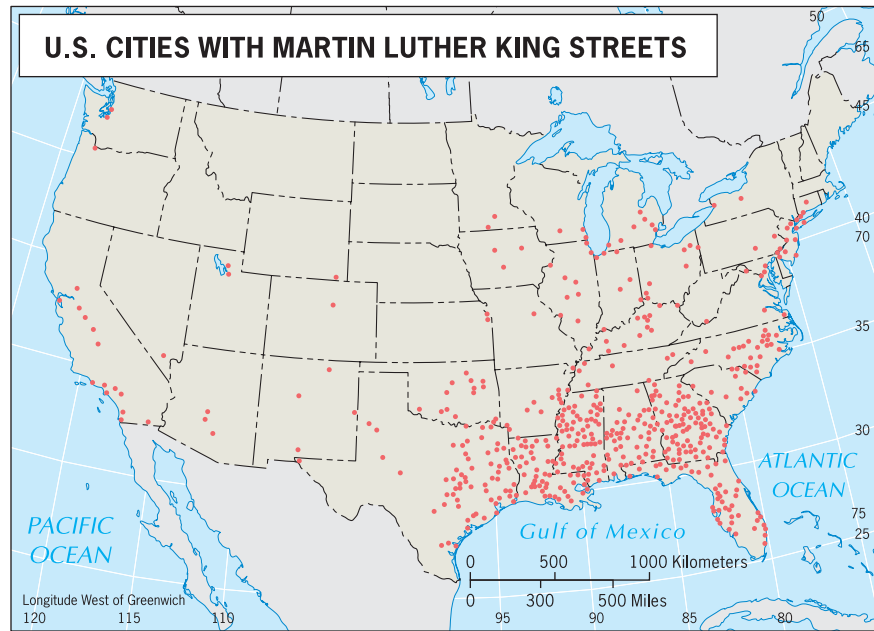 U.S. CITIES WITH MARTIN LUTHER KING STREETS
50
65
45
40
70
35
30
ATLANTIC
OCEAN
PACIFIC
OCEAN
Gulf of Mexico
75
25
0 500 1000 Kilometers
0 300 500 Miles
Longitude West of Greenwich
120 115 110 95 90 85 80